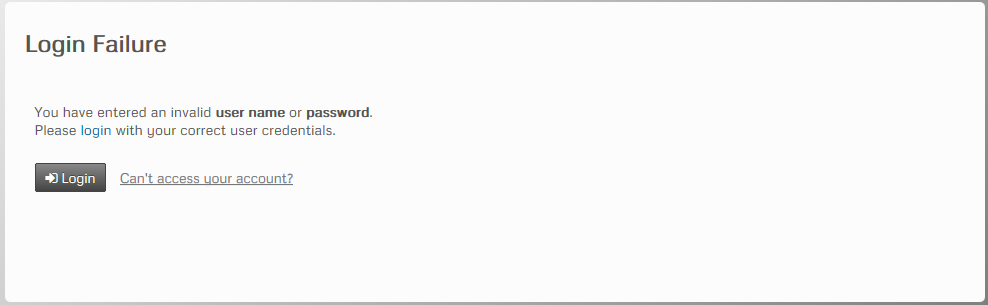 Login Failure
You have entered an invalid user name or password.
Please login with your correct user credentials.
Login Can't access your account?